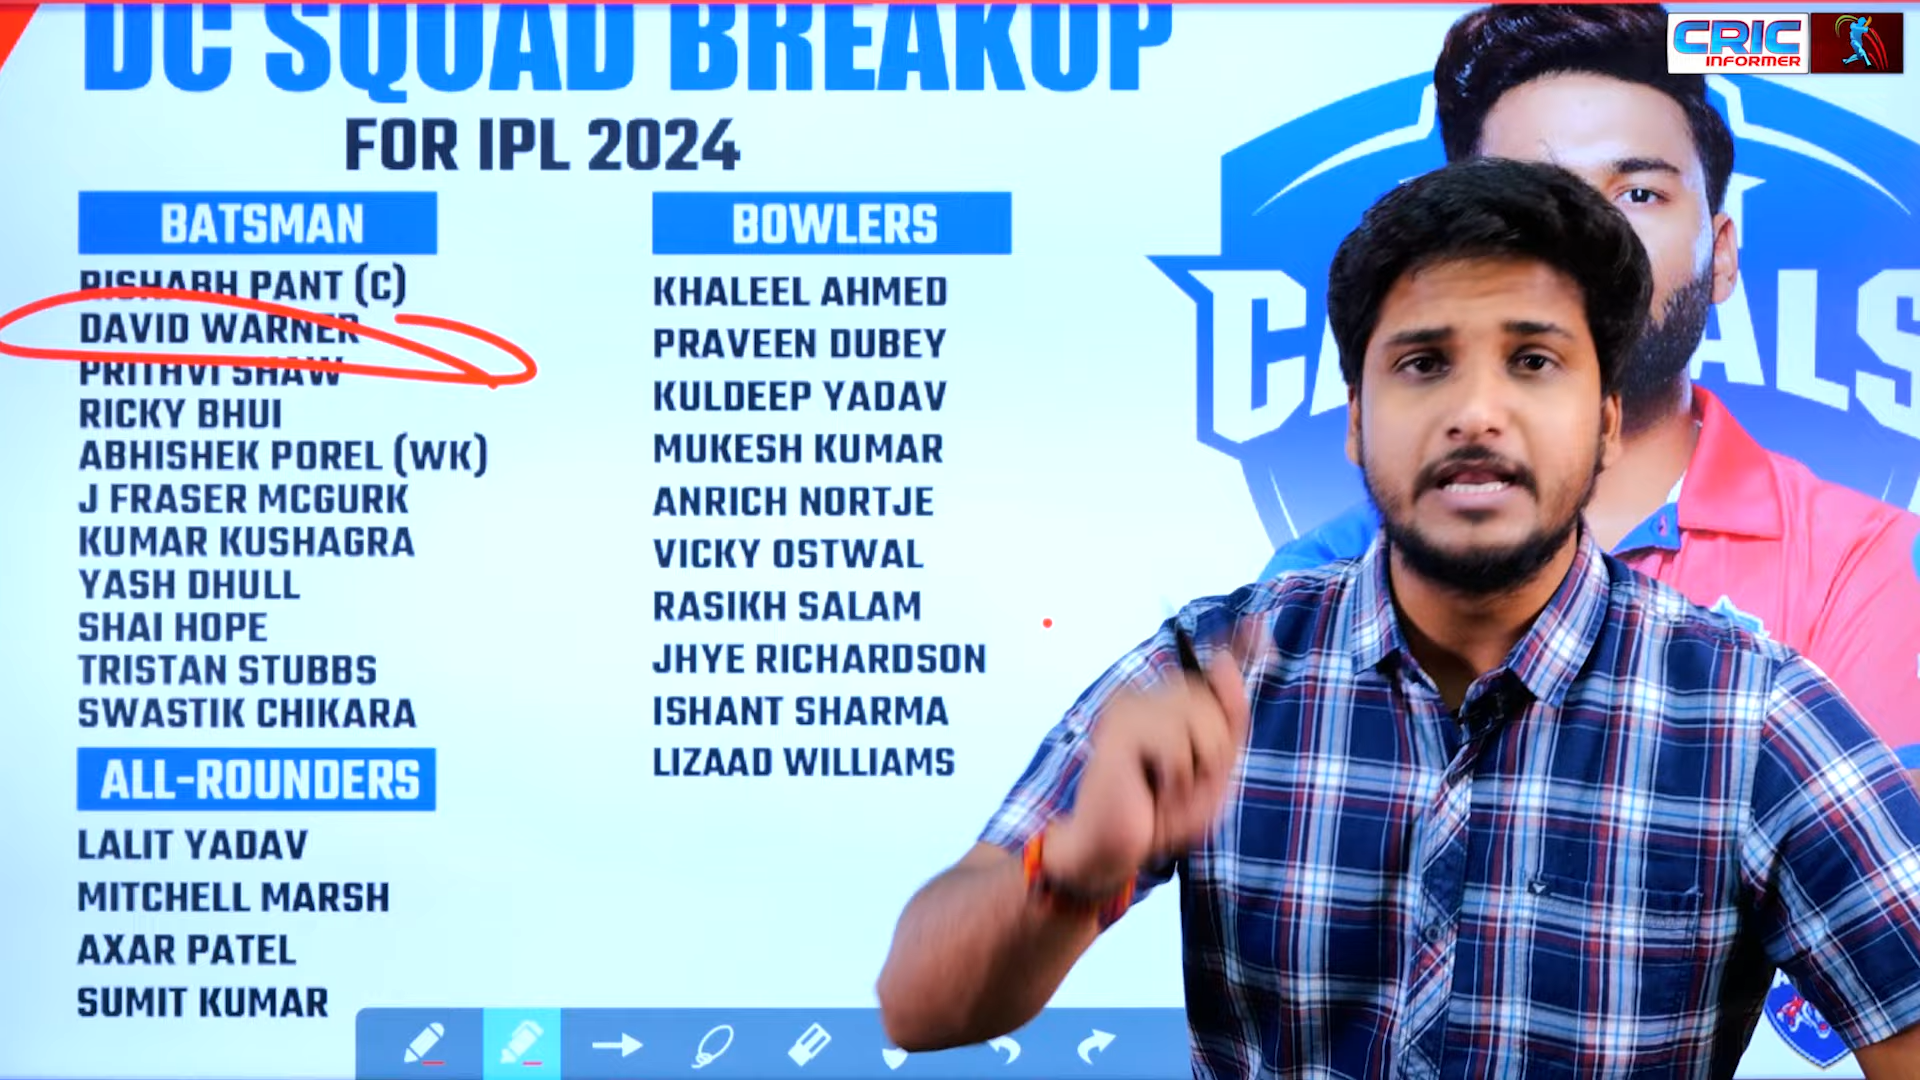 DC SQUAD BREAKUP
FOR IPL 2024
BATSMAN
RISHABH PANT (C)
DAVID WARNER
PRITHVI SHAW
RICKY BHUI
ABHISHEK POREL (WK)
J FRASER MCGURK
KUMAR KUSHAGRA
YASH DHULL
SHAI HOPE
TRISTAN STUBBS
SWASTIK CHIKARA
ALL-ROUNDERS
LALIT YADAV
MITCHELL MARSH
AXAR PATEL
SUMIT KUMAR
BOWLERS
KHALEEL AHMED
PRAVEEN DUBEY
KULDEEP YADAV
MUKESH KUMAR
ANRICH NORTJE
VICKY OSTWAL
RASIKH SALAM
JHYE RICHARDSON
ISHANT SHARMA
LIZAAD WILLIAMS
CRIC
INFORMER